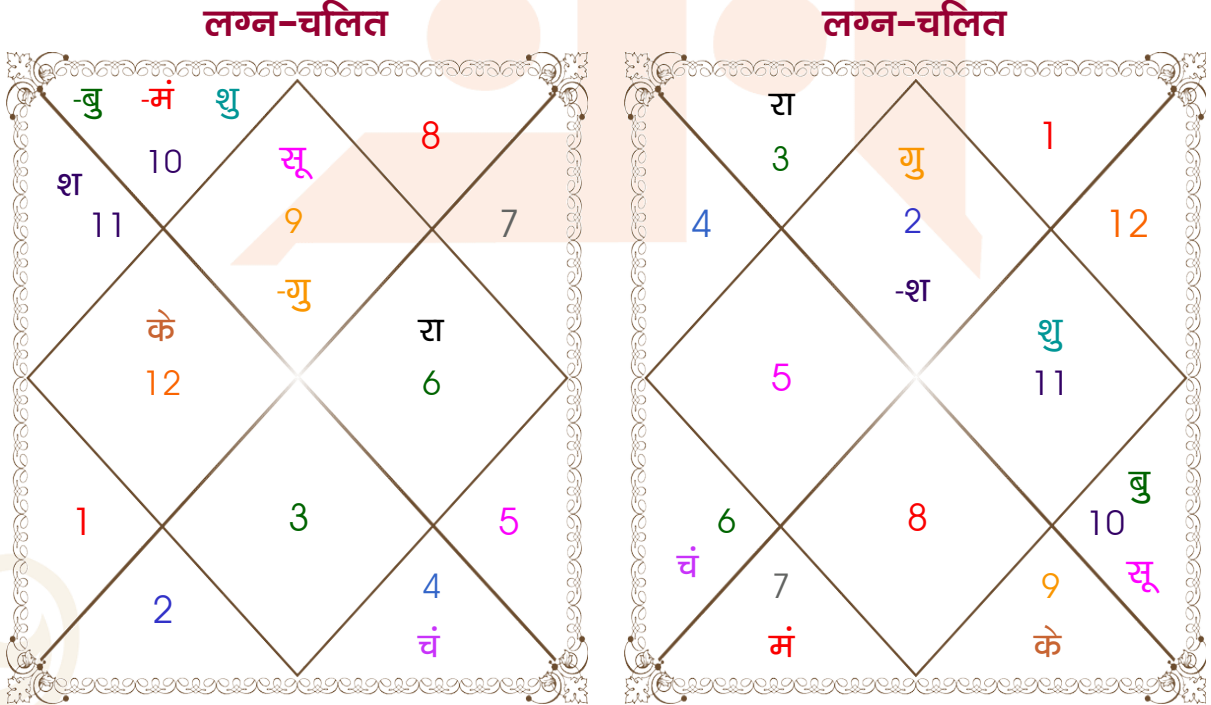 लग्न-चलित
-बु -मं शु
8
10
सू
श
11
9
7
-गु
के
रा
12
6
1
3
5
4
2
चं
लग्न-चलित
रा
1
3
गु
4
2
12
-श
शु
5
11
बु
6
8
10
चं
7
9
सू
मं
के